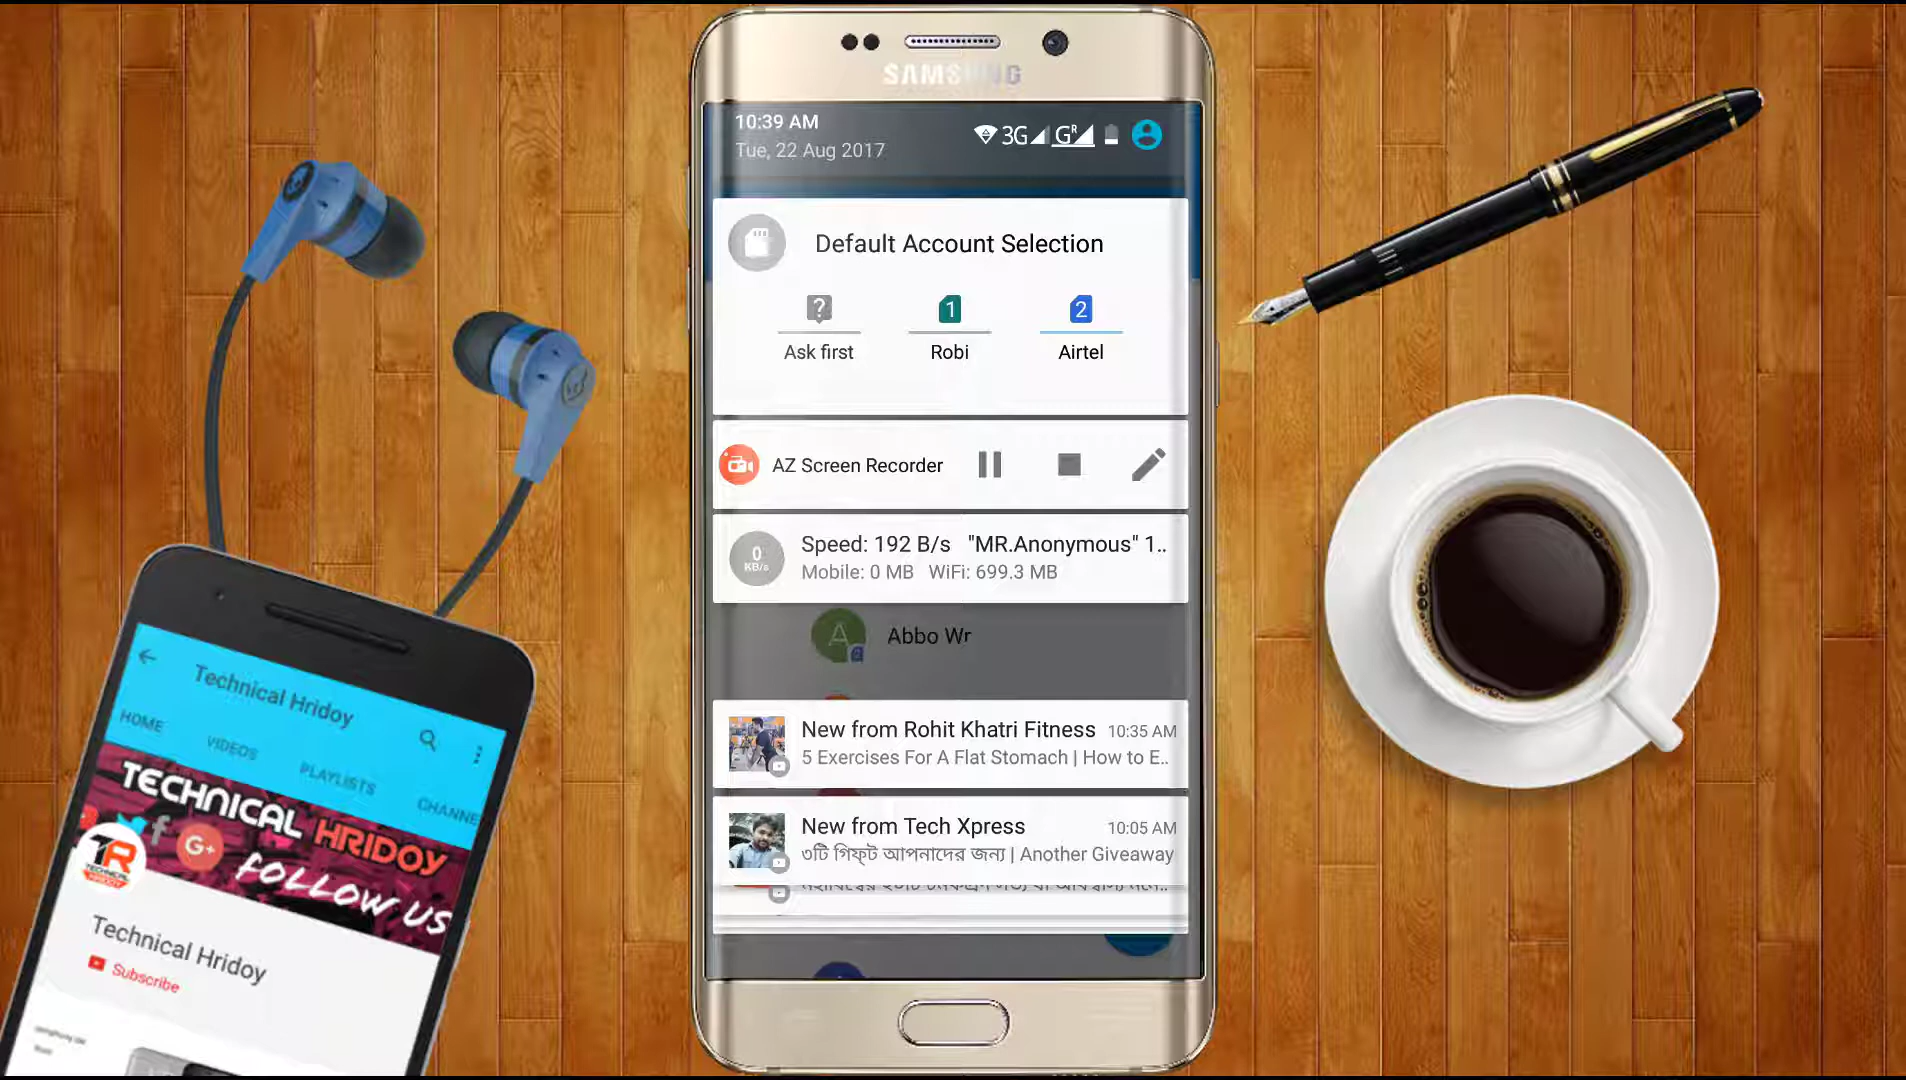 SAMSUNG
10:39 AM
Tue, 22 Aug 2017
3G
G R
Default Account Selection
? 1 2
Ask first Robi Airtel
AZ Screen Recorder
0 KB/s
Speed: 192 B/s "MR.Anonymous" 1..
Mobile: 0 MB WiFi: 699.3 MB
A Abbo Wr
New from Rohit Khatri Fitness 10:35 AM
5 Exercises For A Flat Stomach | How to E..
New from Tech Xpress 10:05 AM
৩টি গিফ্ট আপনাদের জন্য | Another Giveaway
Technical Hridoy
HOME VIDEOS PLAYLISTS CHANNE
TECHNICAL HRIDOY
f G+ FOLLOW US
TR
TECHNICAL
HRIDOY
Technical Hridoy
Subscribe